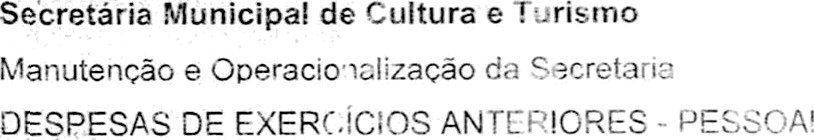 Secretária Municipal de Cultura e Turismo
Manutenção e Operacionalização da Secretaria
DESPESAS DE EXERCÍCIOS ANTERIORES - PESSOAL